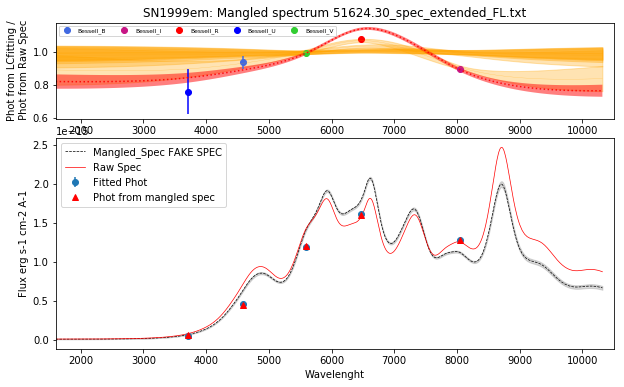 SN1999em: Mangled spectrum 51624.30_spec_extended_FL.txt
Phot from LCfitting /
Phot from Raw Spec
1.0
0.8
0.6
Bessell_B
Bessell_I
Bessell_R
Bessell_U
Bessell_V
2000 3000 4000 5000 6000 7000 8000 9000 10000
Flux erg s-1 cm-2 A-1
2.5
2.0
1.5
1.0
0.5
0.0
Mangled_Spec FAKE SPEC
Raw Spec
Fitted Phot
Phot from mangled spec
2000 3000 4000 5000 6000 7000 8000 9000 10000
Wavelenght